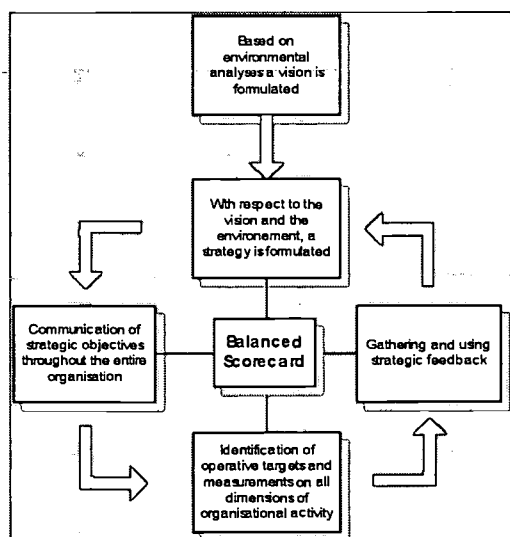 Based on
environmental
analyses a vision is
formulated
With respect to the
vision and the
environement, a
strategy is formulated
Communication of
strategic objectives
throughout the entire
organisation
Balanced
Scorecard
Gathering and using
strategic feedback
Identification of
operative targets and
measurements on all
dimensions of
organisational activity